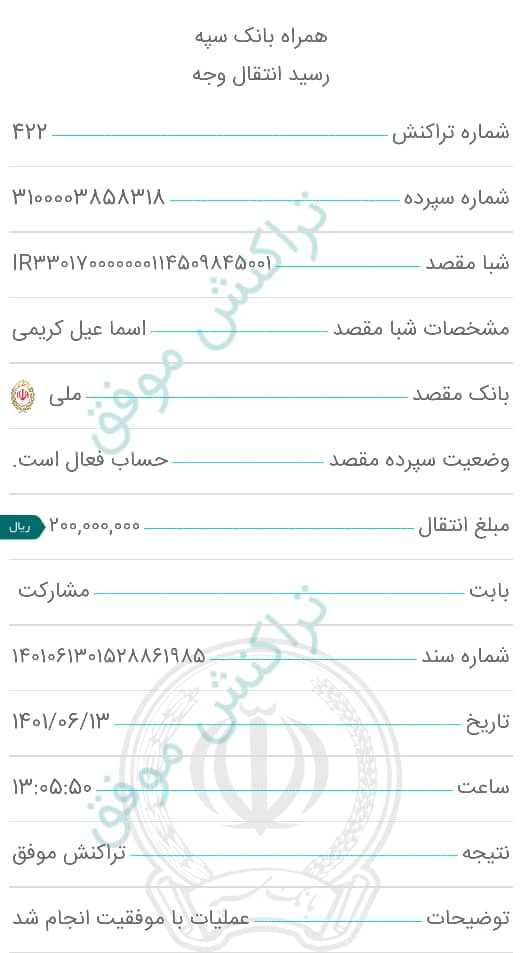 همراه بانک سپه
رسید انتقال وجه
شماره تراکنش ۴۲۲
شماره سپرده ۳۱۰۰۰۰۳۸۵۸۳۱۸
شبا مقصد IR۳۳۰۱۷۰۰۰۰۰۰۰۱۱۴۵۰۹۸۴۵۰۰۱
مشخصات شبا مقصد اسما عیل کریمی
بانک مقصد ملی
وضعیت سپرده مقصد حساب فعال است.
مبلغ انتقال ۲۰۰,۰۰۰,۰۰۰ ریال
بابت مشارکت
شماره سند ۱۴۰۱۰۶۱۳۰۱۵۲۸۸۶۱۹۸۵
تاریخ ۱۴۰۱/۰۶/۱۳
ساعت ۱۳:۰۵:۵۰
نتیجه تراکنش موفق
توضیحات عملیات با موفقیت انجام شد
تراکنش موفق
تراکنش موفق
بانک سپه